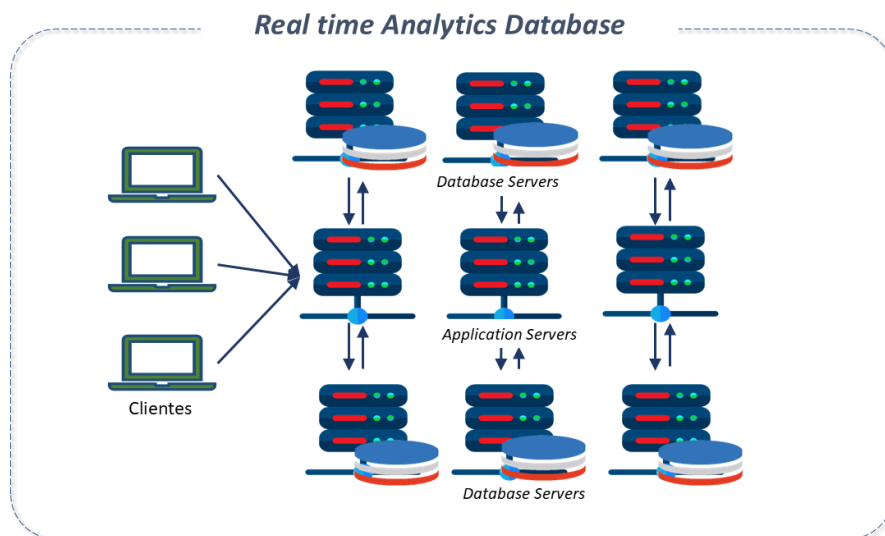 Real time Analytics Database
Database Servers
Application Servers
Clientes
Database Servers